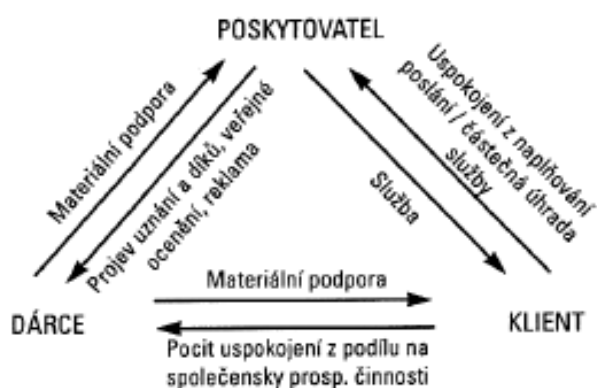 POSKYTOVATEL
Materiální podpora
Projev uznání a díků, veřejné
ocenění, reklama
Služba
Uspokojení z naplňování
poslání / částečná úhrada
služby
DÁRCE
Materiální podpora
KLIENT
Pocit uspokojení z podílu na
společensky prosp. činnosti